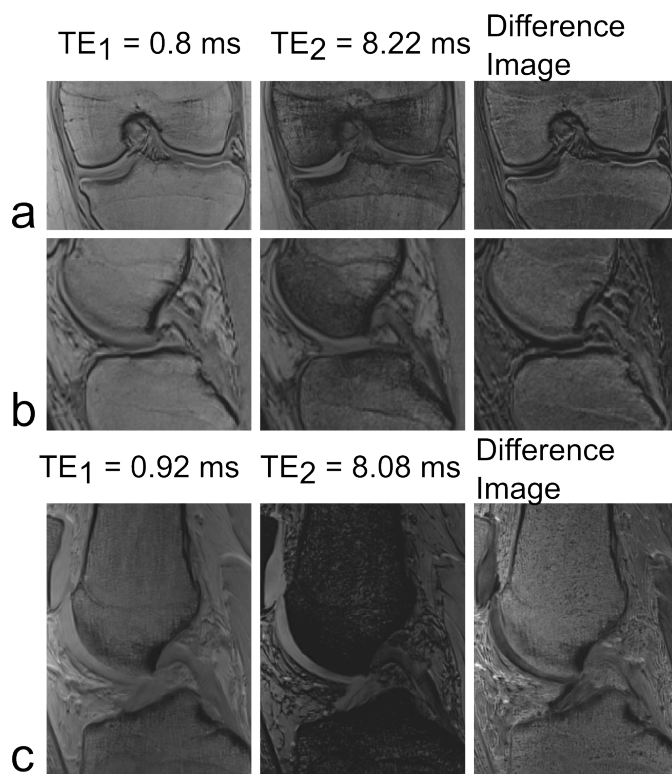 TE1 = 0.8 ms TE2 = 8.22 ms Difference Image
a
b
TE1 = 0.92 ms TE2 = 8.08 ms Difference Image
c